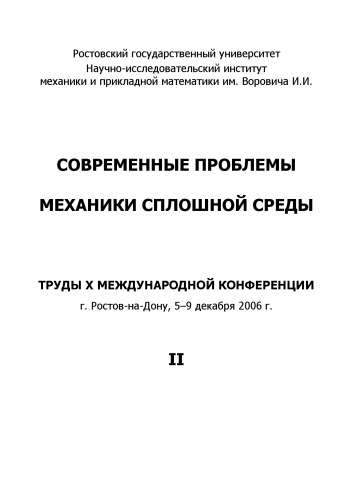 Ростовский государственный университет
Научно-исследовательский институт
механики и прикладной математики им. Воровича И.И.
СОВРЕМЕННЫЕ ПРОБЛЕМЫ
МЕХАНИКИ СПЛОШНОЙ СРЕДЫ
ТРУДЫ X МЕЖДУНАРОДНОЙ КОНФЕРЕНЦИИ
г. Ростов-на-Дону, 5–9 декабря 2006 г.
II